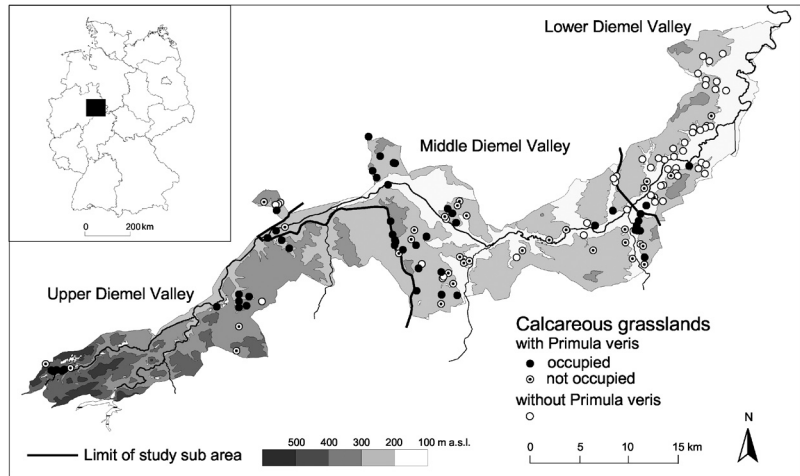 Lower Diemel Valley
Middle Diemel Valley
0 200 km
Upper Diemel Valley
Calcareous grasslands
with Primula veris
occupied
not occupied
without Primula veris
N
Limit of study sub area
500 400 300 200 100 m a.s.l.
0 5 10 15 km